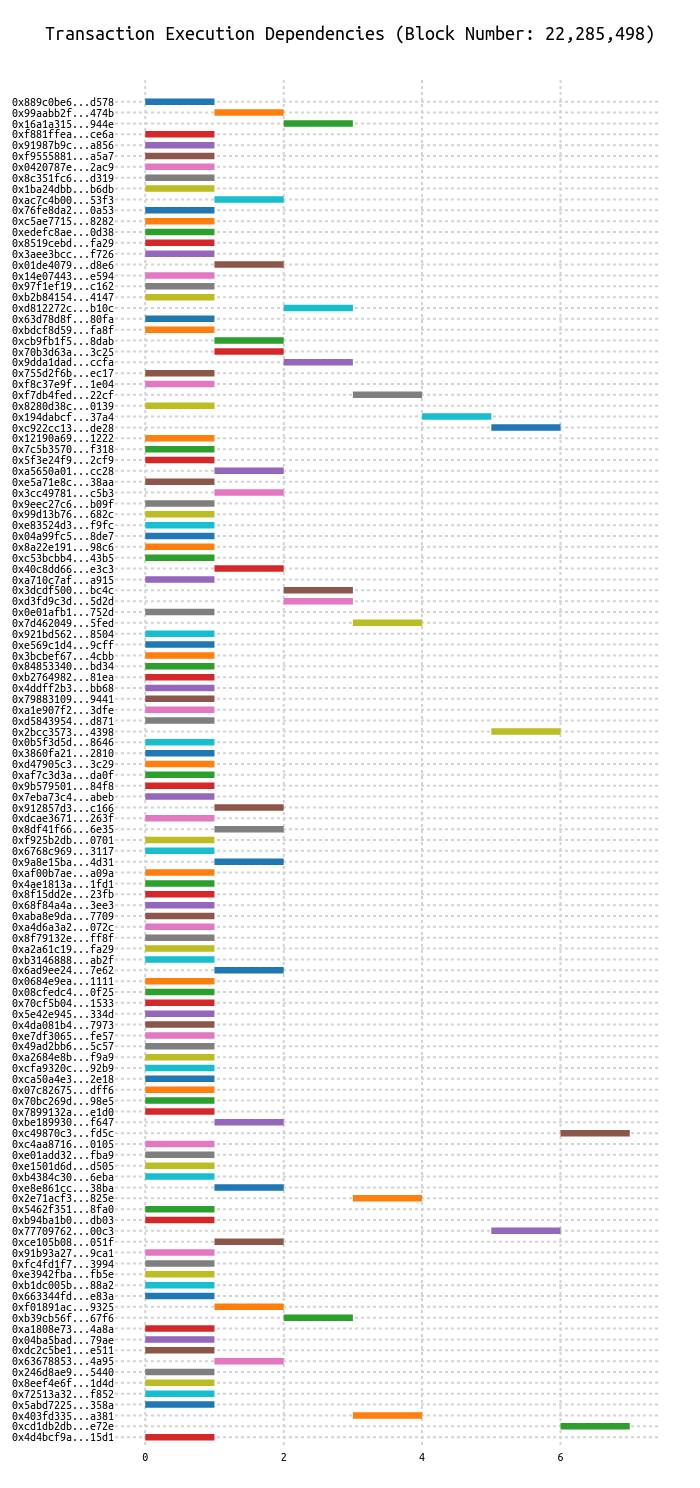 Transaction Execution Dependencies (Block Number: 22,285,498)
0x889c0be6...d578
0x99aabb2f...474b
0x16a1a315...944e
0xf881ffea...ce6a
0x91987b9c...a856
0xf9555881...a5a7
0x0420787e...2ac9
0x8c351fc6...d319
0x1ba24dbb...b6db
0xac7c4b00...53f3
0x76fe8da2...0a53
0xc5ae7715...8282
0xedefc8ae...0d38
0x8519cebd...fa29
0x3aee3bcc...f726
0x01de4079...d8e6
0x14e07443...e594
0x97f1ef19...c162
0xb2b84154...4147
0xd812272c...b10c
0x63d78d8f...80fa
0xbdcf8d59...fa8f
0xcb9fb1f5...8dab
0x70b3d63a...3c25
0x9dda1dad...ccfa
0x755d2f6b...ec17
0xf8c37e9f...1e04
0xf7db4fed...22cf
0x8280d38c...0139
0x194dabcf...37a4
0xc922cc13...de28
0x12190a69...1222
0x7c5b3570...f318
0x5f3e24f9...2cf9
0xa5650a01...cc28
0xe5a71e8c...38aa
0x3cc49781...c5b3
0x9eec27c6...b09f
0x99d13b76...682c
0xe83524d3...f9fc
0x04a99fc5...8de7
0x8a22e191...98c6
0xc53bcbb4...43b5
0x40c8dd66...e3c3
0xa710c7af...a915
0x3dcdf500...bc4c
0xd3fd9c3d...5d2d
0x0e01afb1...752d
0x7d462049...5fed
0x921bd562...8504
0xe569c1d4...9cff
0x3bcbef67...4cbb
0x84853340...bd34
0xb2764982...81ea
0x4ddff2b3...bb68
0x79883109...9441
0xa1e907f2...3dfe
0xd5843954...d871
0x2bcc3573...4398
0x0b5f3d5d...8646
0x3860fa21...2810
0xd47905c3...3c29
0xaf7c3d3a...da0f
0x9b579501...84f8
0x7eba73c4...abeb
0x912857d3...c166
0xdcae3671...263f
0x8df41f66...6e35
0xf925b2db...0701
0x6768c969...3117
0x9a8e15ba...4d31
0xaf00b7ae...a09a
0x4ae1813a...1fd1
0x8f15dd2e...23fb
0x68f84a4a...3ee3
0xaba8e9da...7709
0xa4d6a3a2...072c
0x8f79132e...ff8f
0xa2a61c19...fa29
0xb3146888...ab2f
0x6ad9ee24...7e62
0x0684e9ea...1111
0x08cfedc4...0f25
0x70cf5b04...1533
0x5e42e945...334d
0x4da081b4...7973
0xe7df3065...fe57
0x49ad2bb6...5c57
0xa2684e8b...f9a9
0xcfa9320c...92b9
0xca50a4e3...2e18
0x07c82675...dff6
0x70bc269d...98e5
0x7899132a...e1d0
0xbe189930...f647
0xc49870c3...fd5c
0xc4aa8716...0105
0xe01add32...fba9
0xe1501d6d...d505
0xb4384c30...6eba
0xe8e861cc...38ba
0x2e71acf3...825e
0x5462f351...8fa0
0xb94ba1b0...db03
0x77709762...00c3
0xce105b08...051f
0x91b93a27...9ca1
0xfc4fd1f7...3994
0xe3942fba...fb5e
0xb1dc005b...88a2
0x663344fd...e83a
0xf01891ac...9325
0xb39cb56f...67f6
0xa1808e73...4a8a
0x04ba5bad...79ae
0xdc2c5be1...e511
0x63678853...4a95
0x246d8ae9...5440
0x8eef4e6f...1d4d
0x72513a32...f852
0x5abd7225...358a
0x403fd335...a381
0xcd1db2db...e72e
0x4d4bcf9a...15d1
0 2 4 6